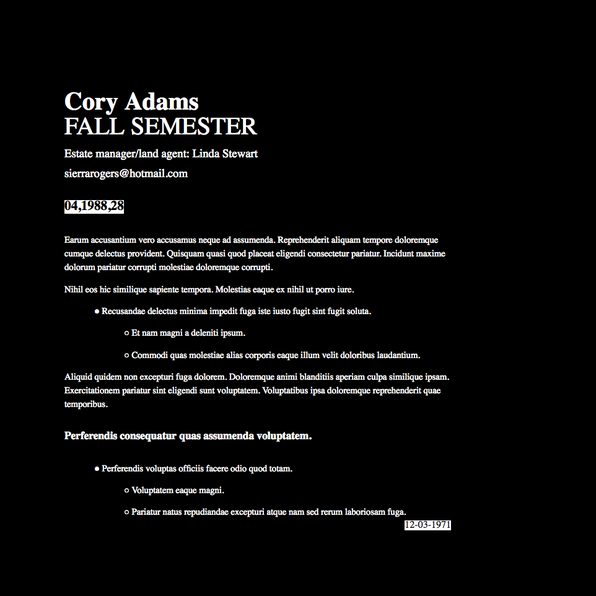 Cory Adams
FALL SEMESTER
Estate manager/land agent: Linda Stewart
sierrarogers@hotmail.com
04,1988,28
Earum accusantium vero accusamus neque ad assumenda. Reprehenderit aliquam tempore doloremque
cumque delectus provident. Quisquam quasi quod placeat eligendi consectetur pariatur. Incidunt maxime
dolorum pariatur corrupti molestiae doloremque corrupti.
Nihil eos hic similique sapiente tempora. Molestias eaque ex nihil ut porro iure.
● Recusandae delectus minima impedit fuga iste iusto fugit sint fugit soluta.
○ Et nam magni a deleniti ipsum.
○ Commodi quas molestiae alias corporis eaque illum velit doloribus laudantium.
Aliquid quidem non excepturi fuga dolorem. Doloremque animi blanditiis aperiam culpa similique ipsam.
Exercitationem pariatur sint eligendi sunt voluptatem. Voluptatibus ipsa doloremque reprehenderit quae
temporibus.
Perferendis consequatur quas assumenda voluptatem.
● Perferendis voluptas officiis facere odio quod totam.
○ Voluptatem eaque magni.
○ Pariatur natus repudiandae excepturi atque nam sed rerum laboriosam fuga.
12-03-1971